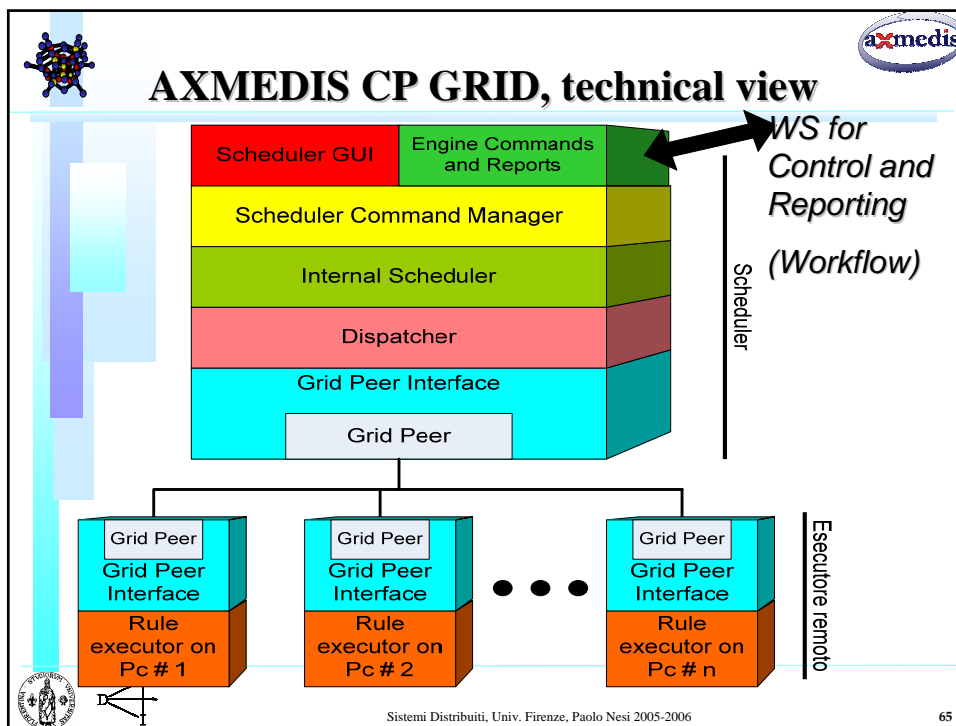 axmedis
AXMEDIS CP GRID, technical view
Scheduler GUI
Engine Commands
and Reports
WS for
Control and
Reporting
(Workflow)
Scheduler Command Manager
Internal Scheduler
Dispatcher
Grid Peer Interface
Grid Peer
Scheduler
Grid Peer
Grid Peer
Interface
Rule
executor on
Pc # 1
Grid Peer
Grid Peer
Interface
Rule
executor on
Pc # 2
Grid Peer
Grid Peer
Interface
Rule
executor on
Pc # n
Esecutore remoto
D
I
Sistemi Distribuiti, Univ. Firenze, Paolo Nesi 2005-2006
65